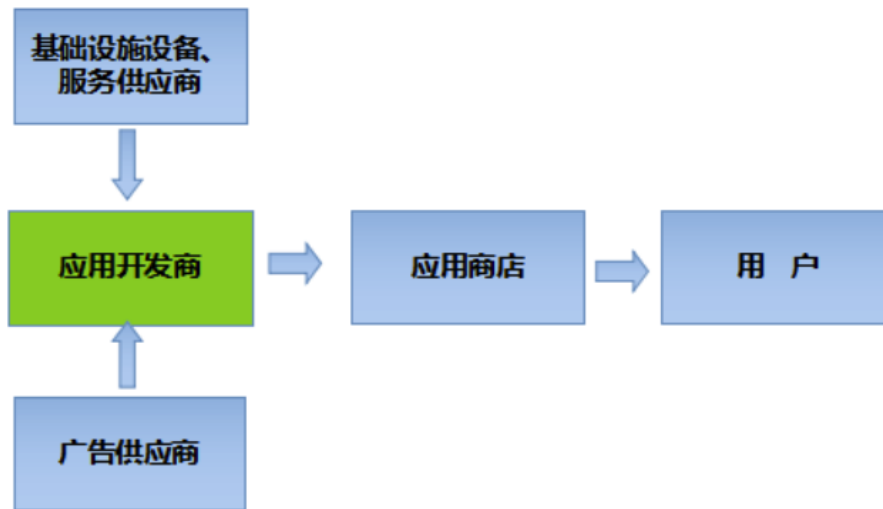 基础设施设备、
服务供应商
应用开发商
应用商店
用 户
广告供应商